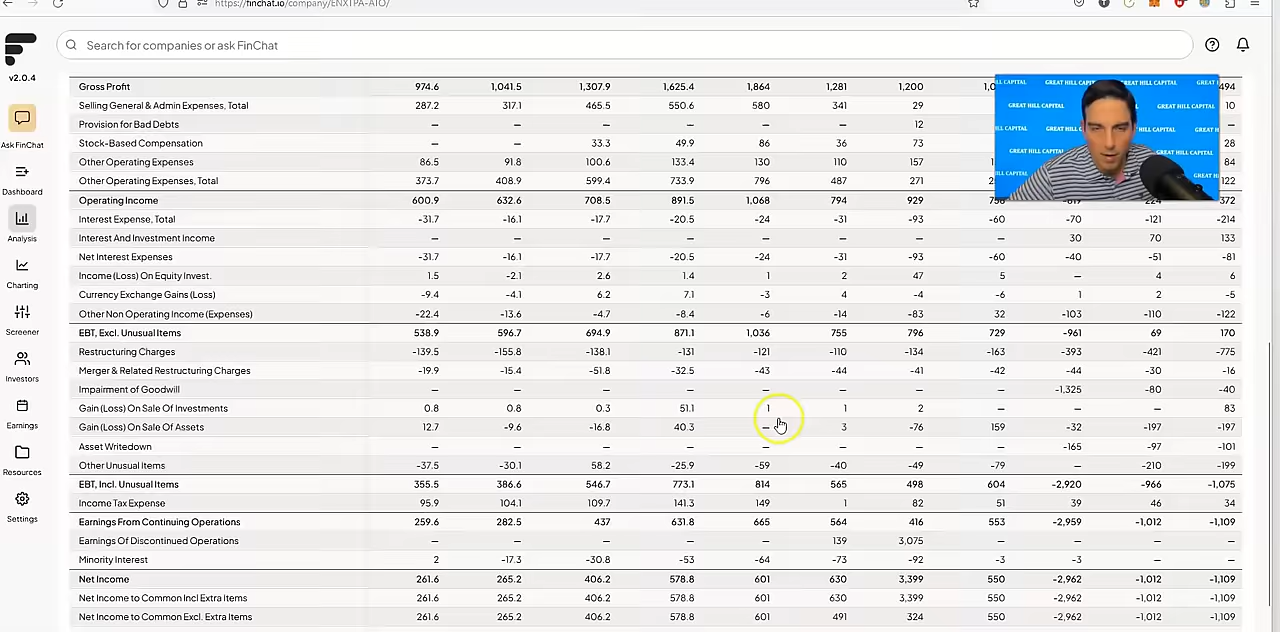 https://finchat.io/company/ENXTPA-ATO/
Search for companies or ask FinChat
v2.0.4
Ask FinChat
Dashboard
Analysis
Charting
Screener
Investors
Earnings
Resources
Settings
Gross Profit 974.6 1,041.5 1,307.9 1,625.4 1,864 1,281 1,200 494
Selling General & Admin Expenses, Total 287.2 317.1 465.5 550.6 580 341 29 10
Provision for Bad Debts — — — — — — 12 —
Stock-Based Compensation — — 33.3 49.9 86 36 73 28
Other Operating Expenses 86.5 91.8 100.6 133.4 130 110 157 84
Other Operating Expenses, Total 373.7 408.9 599.4 733.9 796 487 271 122
Operating Income 600.9 632.6 708.5 891.5 1,068 794 929 372
Interest Expense, Total -31.7 -16.1 -17.7 -20.5 -24 -31 -93 -60 -70 -121 -214
Interest And Investment Income — — — — — — — — 30 70 133
Net Interest Expenses -31.7 -16.1 -17.7 -20.5 -24 -31 -93 -60 -40 -51 -81
Income (Loss) On Equity Invest. 1.5 -2.1 2.6 1.4 1 2 47 5 — 4 6
Currency Exchange Gains (Loss) -9.4 -4.1 6.2 7.1 -3 4 -4 -6 1 2 -5
Other Non Operating Income (Expenses) -22.4 -13.6 -4.7 -8.4 -6 -14 -83 32 -103 -110 -122
EBT, Excl. Unusual Items 538.9 596.7 694.9 871.1 1,036 755 796 729 -961 69 170
Restructuring Charges -139.5 -155.8 -138.1 -131 -121 -110 -134 -163 -393 -421 -775
Merger & Related Restructuring Charges -19.9 -15.4 -51.8 -32.5 -43 -44 -41 -42 -44 -30 -16
Impairment of Goodwill — — — — — — — — -1,325 -80 -40
Gain (Loss) On Sale Of Investments 0.8 0.8 0.3 51.1 1 1 2 — — — 83
Gain (Loss) On Sale Of Assets 12.7 -9.6 -16.8 40.3 — 3 -76 159 -32 -197 -197
Asset Writedown — — — — — — — — -165 -97 -101
Other Unusual Items -37.5 -30.1 58.2 -25.9 -59 -40 -49 -79 — -210 -199
EBT, Incl. Unusual Items 355.5 386.6 546.7 773.1 814 565 498 604 -2,920 -966 -1,075
Income Tax Expense 95.9 104.1 109.7 141.3 149 1 82 51 39 46 34
Earnings From Continuing Operations 259.6 282.5 437 631.8 665 564 416 553 -2,959 -1,012 -1,109
Earnings Of Discontinued Operations — — — — — 139 3,075 — — — —
Minority Interest 2 -17.3 -30.8 -53 -64 -73 -92 -3 -3 — —
Net Income 261.6 265.2 406.2 578.8 601 630 3,399 550 -2,962 -1,012 -1,109
Net Income to Common Incl Extra Items 261.6 265.2 406.2 578.8 601 630 3,399 550 -2,962 -1,012 -1,109
Net Income to Common Excl. Extra Items 261.6 265.2 406.2 578.8 601 491 324 550 -2,962 -1,012 -1,109
GREAT HILL CAPITAL
GREAT HILL CAPITAL
GREAT HILL CAPITAL
GREAT HILL CAPITAL
GREAT HILL CAPITAL